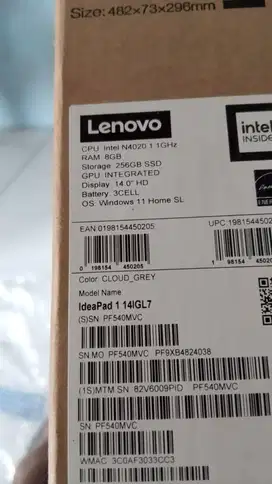 Size: 482×73×296mm
Lenovo
intel
INSIDE
CPU: Intel N4020 1.1GHz
RAM: 8GB
Storage: 256GB SSD
GPU: INTEGRATED
Display: 14.0" HD
Battery: 3CELL
OS: Windows 11 Home SL
EAN 0198154450205
UPC 1981544502
0 198154 450205
1 98154 45020
Color: CLOUD_GREY
Model Name:
IdeaPad 1 14IGL7
(S)SN: PF540MVC
SN MO: PF540MVC PF9XB4824038
(1S)MTM SN: 82V6009PID PF540MVC
SN: PF540MVC
WMAC: 3C0AF3033CC3